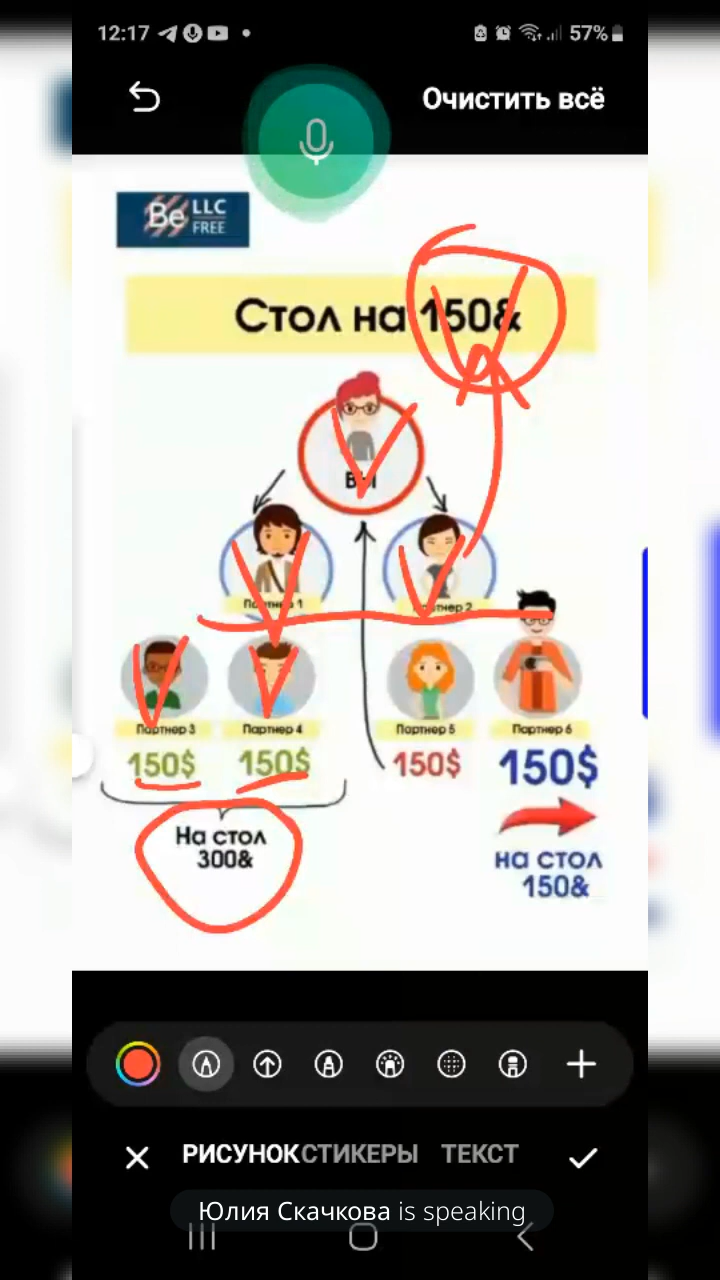 12:17
57%
Очистить всё
Be LLC
FREE
Стол на 150&
ВЫ
Партнер 1
Партнер 2
Партнер 3
Партнер 4
Партнер 5
Партнер 6
150$
150$
150$
150$
На стол
300&
на стол
150&
РИСУНОК СТИКЕРЫ ТЕКСТ
Юлия Скачкова is speaking